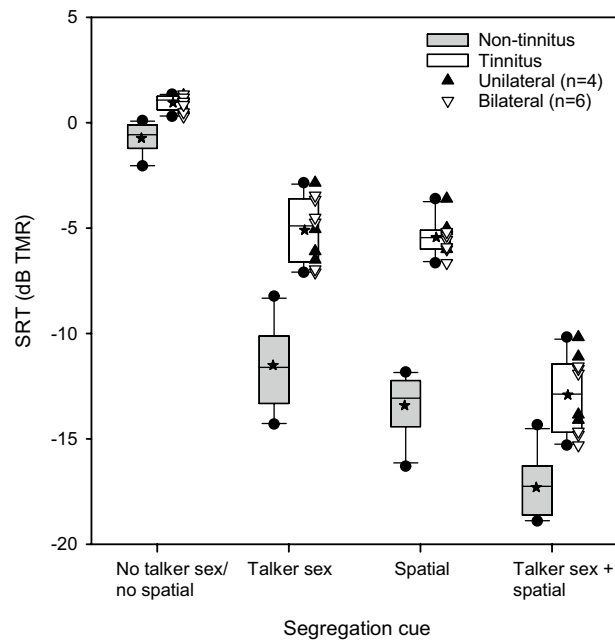 5
0
-5
-10
-15
-20
SRT (dB TMR)
Non-tinnitus
Tinnitus
Unilateral (n=4)
Bilateral (n=6)
No talker sex/
no spatial
Talker sex
Spatial
Talker sex +
spatial
Segregation cue